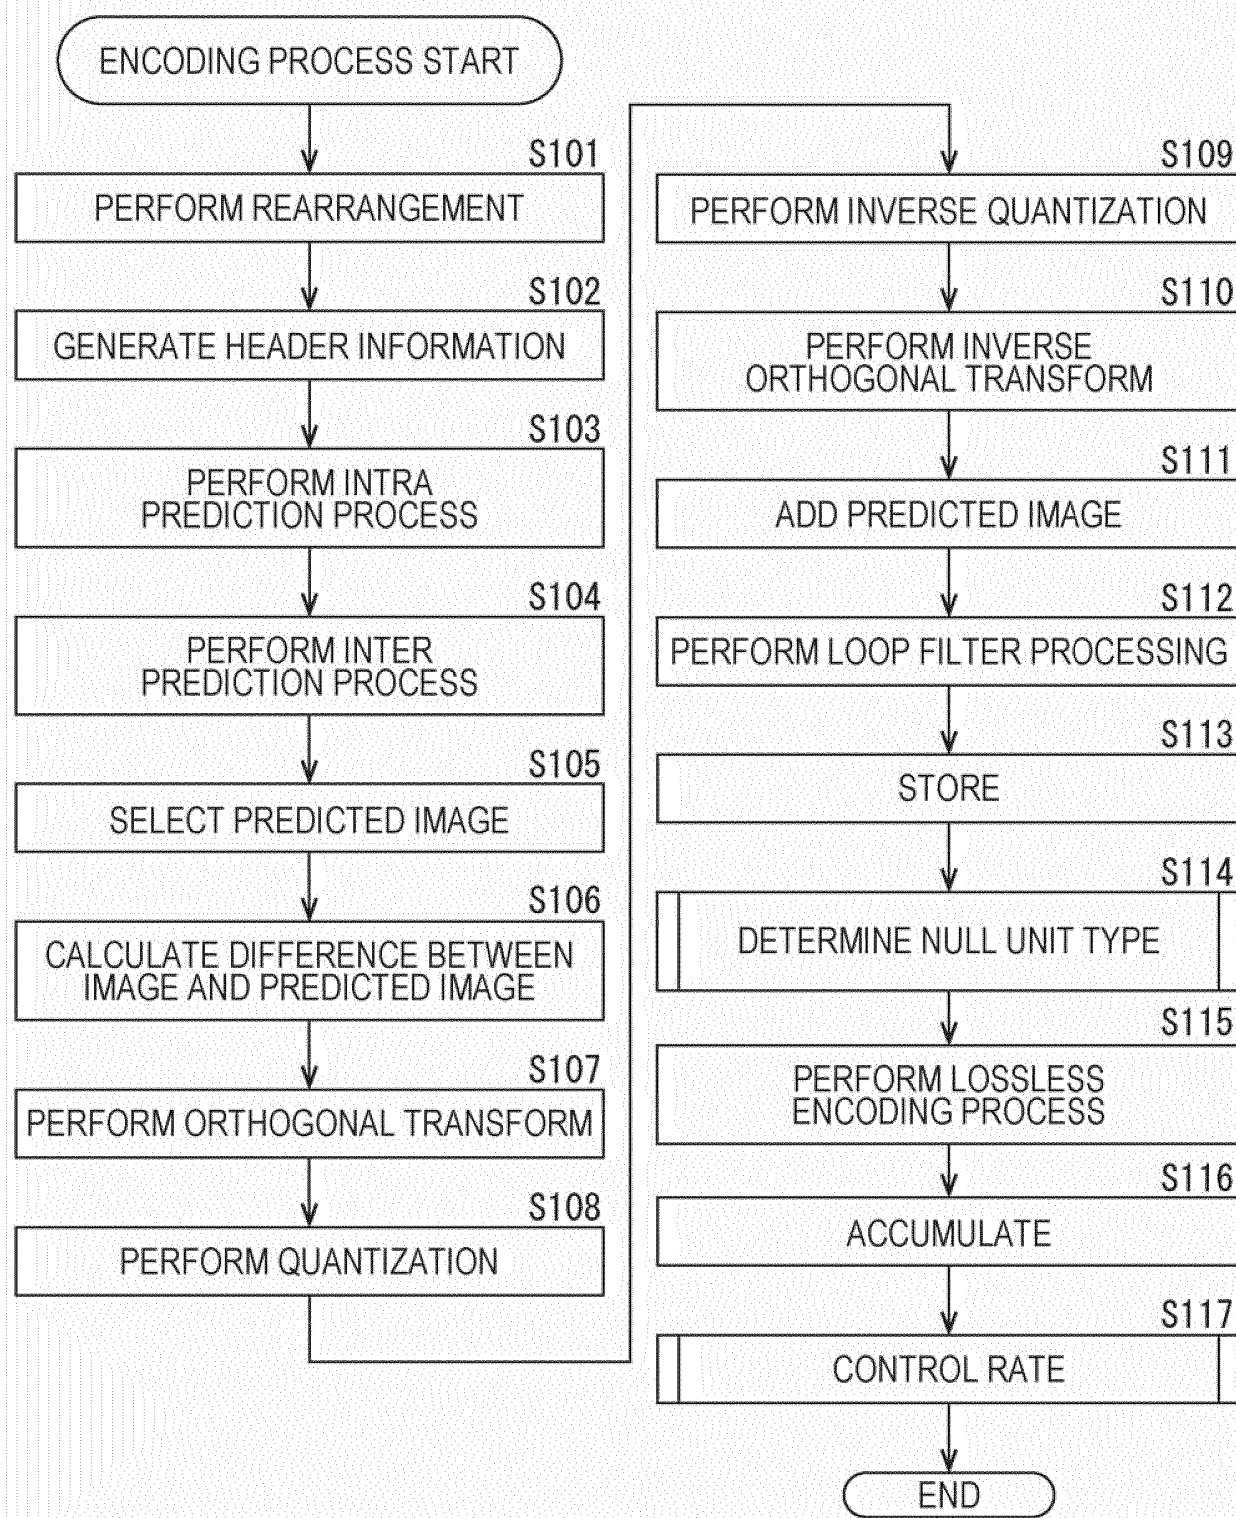 ENCODING PROCESS START
S101
PERFORM REARRANGEMENT
S102
GENERATE HEADER INFORMATION
S103
PERFORM INTRA
PREDICTION PROCESS
S104
PERFORM INTER
PREDICTION PROCESS
S105
SELECT PREDICTED IMAGE
S106
CALCULATE DIFFERENCE BETWEEN
IMAGE AND PREDICTED IMAGE
S107
PERFORM ORTHOGONAL TRANSFORM
S108
PERFORM QUANTIZATION
S109
PERFORM INVERSE QUANTIZATION
S110
PERFORM INVERSE
ORTHOGONAL TRANSFORM
S111
ADD PREDICTED IMAGE
S112
PERFORM LOOP FILTER PROCESSING
S113
STORE
S114
DETERMINE NULL UNIT TYPE
S115
PERFORM LOSSLESS
ENCODING PROCESS
S116
ACCUMULATE
S117
CONTROL RATE
END